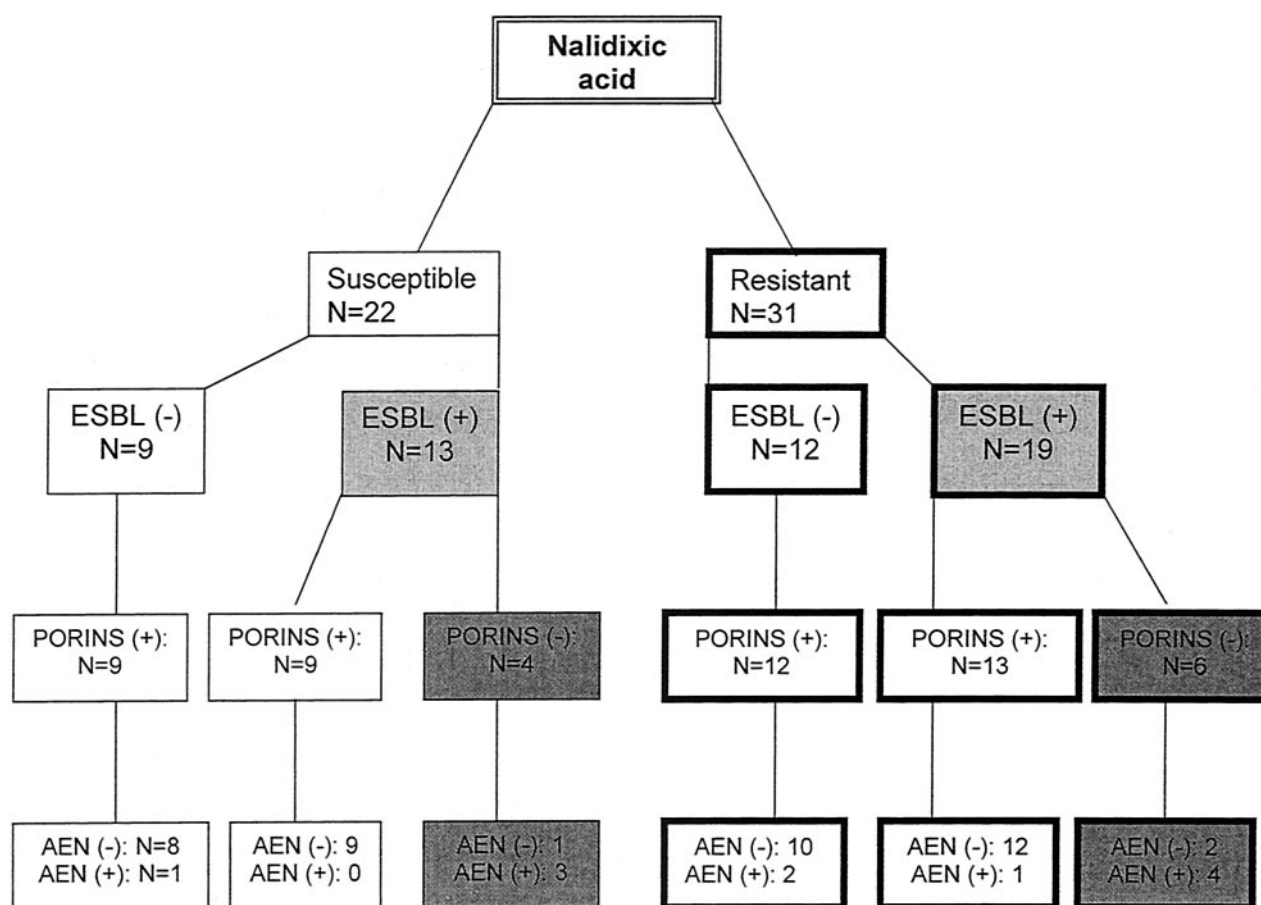 Nalidixic
acid
Susceptible
N=22
Resistant
N=31
ESBL (-)
N=9
ESBL (+)
N=13
ESBL (-)
N=12
ESBL (+)
N=19
PORINS (+):
N=9
PORINS (+):
N=9
PORINS (-):
N=4
PORINS (+):
N=12
PORINS (+):
N=13
PORINS (-):
N=6
AEN (-): N=8
AEN (+): N=1
AEN (-): 9
AEN (+): 0
AEN (-): 1
AEN (+): 3
AEN (-): 10
AEN (+): 2
AEN (-): 12
AEN (+): 1
AEN (-): 2
AEN (+): 4